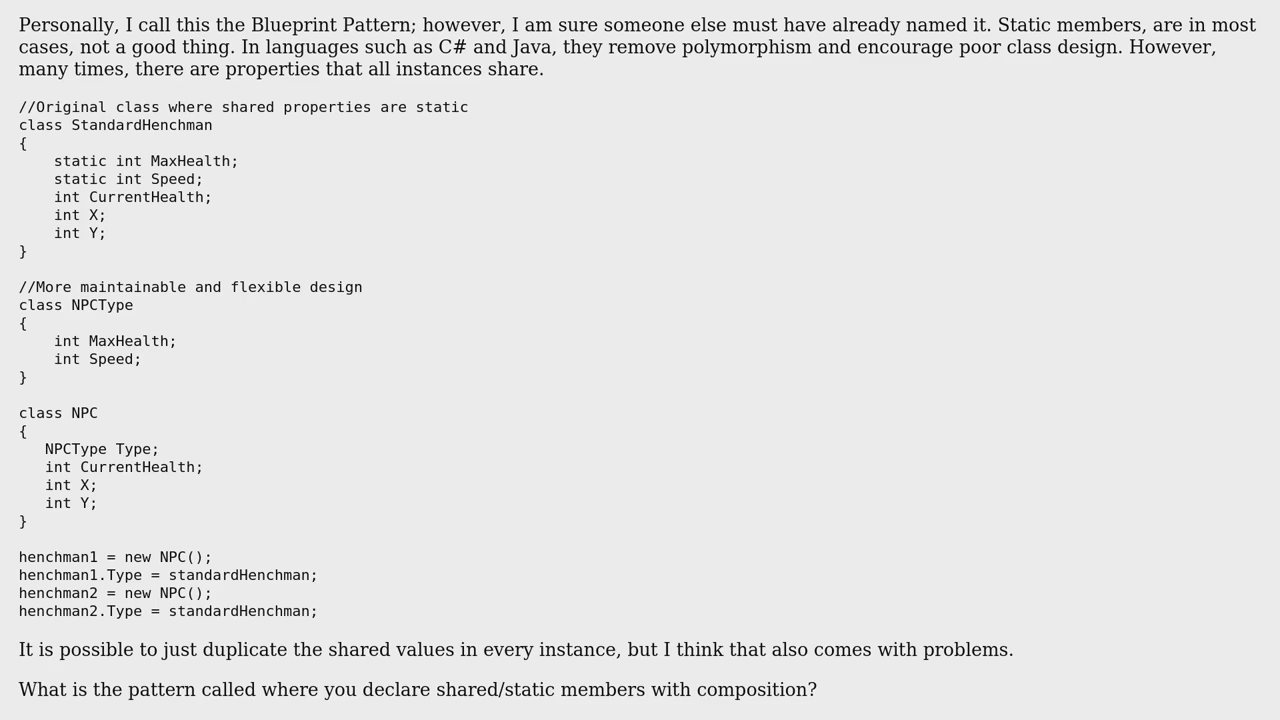 Personally, I call this the Blueprint Pattern; however, I am sure someone else must have already named it. Static members, are in most
cases, not a good thing. In languages such as C# and Java, they remove polymorphism and encourage poor class design. However,
many times, there are properties that all instances share.
//Original class where shared properties are static
class StandardHenchman
{
    static int MaxHealth;
    static int Speed;
    int CurrentHealth;
    int X;
    int Y;
}
//More maintainable and flexible design
class NPCType
{
    int MaxHealth;
    int Speed;
}
class NPC
{
   NPCType Type;
   int CurrentHealth;
   int X;
   int Y;
}
henchman1 = new NPC();
henchman1.Type = standardHenchman;
henchman2 = new NPC();
henchman2.Type = standardHenchman;
It is possible to just duplicate the shared values in every instance, but I think that also comes with problems.
What is the pattern called where you declare shared/static members with composition?